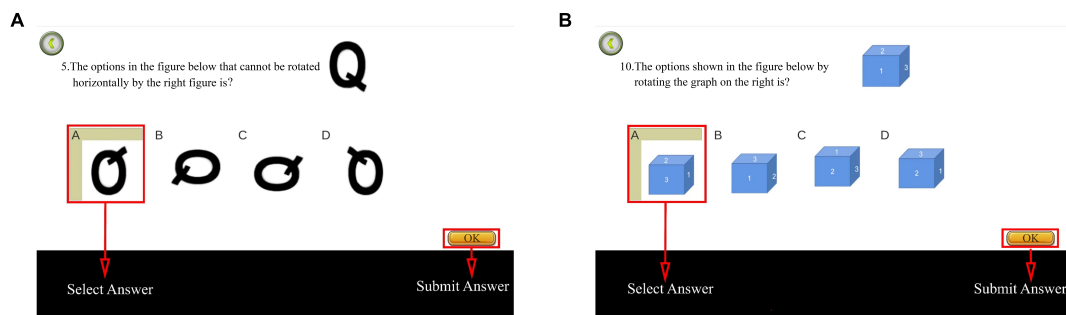 A
5.The options in the figure below that cannot be rotated
horizontally by the right figure is?
Q
A B C D
Q Q Q Q
OK
Select Answer
Submit Answer
B
10.The options shown in the figure below by
rotating the graph on the right is?
2
1 3
A B C D
2
3 1
3
1 2
1
2 3
3
2 1
OK
Select Answer
Submit Answer